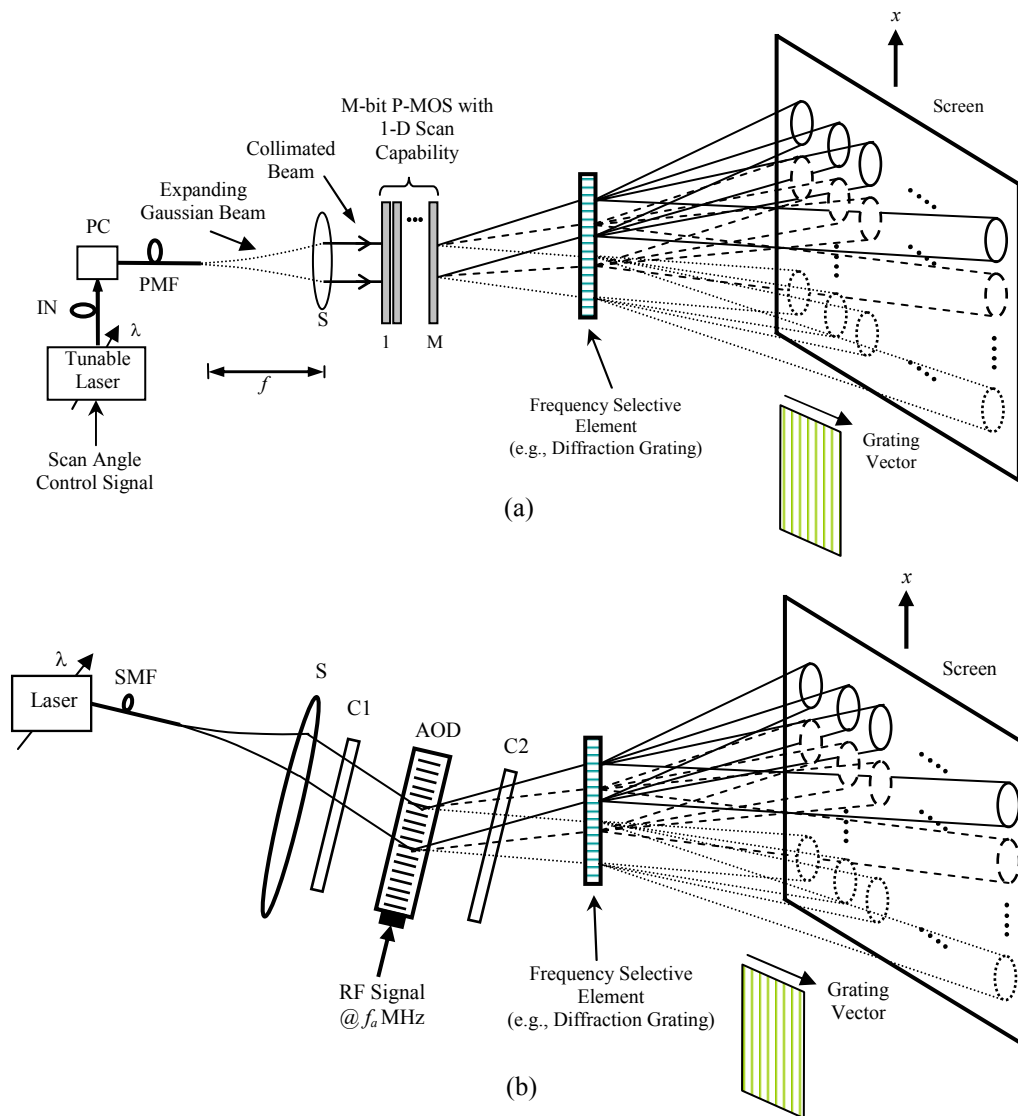 x
Screen
M-bit P-MOS with
1-D Scan
Capability
Collimated
Beam
Expanding
Gaussian Beam
PC
PMF
IN
λ
S
1
M
Tunable
Laser
f
Scan Angle
Control Signal
Frequency Selective
Element
(e.g., Diffraction Grating)
Grating
Vector
(a)
x
Screen
λ
Laser
SMF
S
C1
AOD
C2
RF Signal
@ fa MHz
Frequency Selective
Element
(e.g., Diffraction Grating)
Grating
Vector
(b)